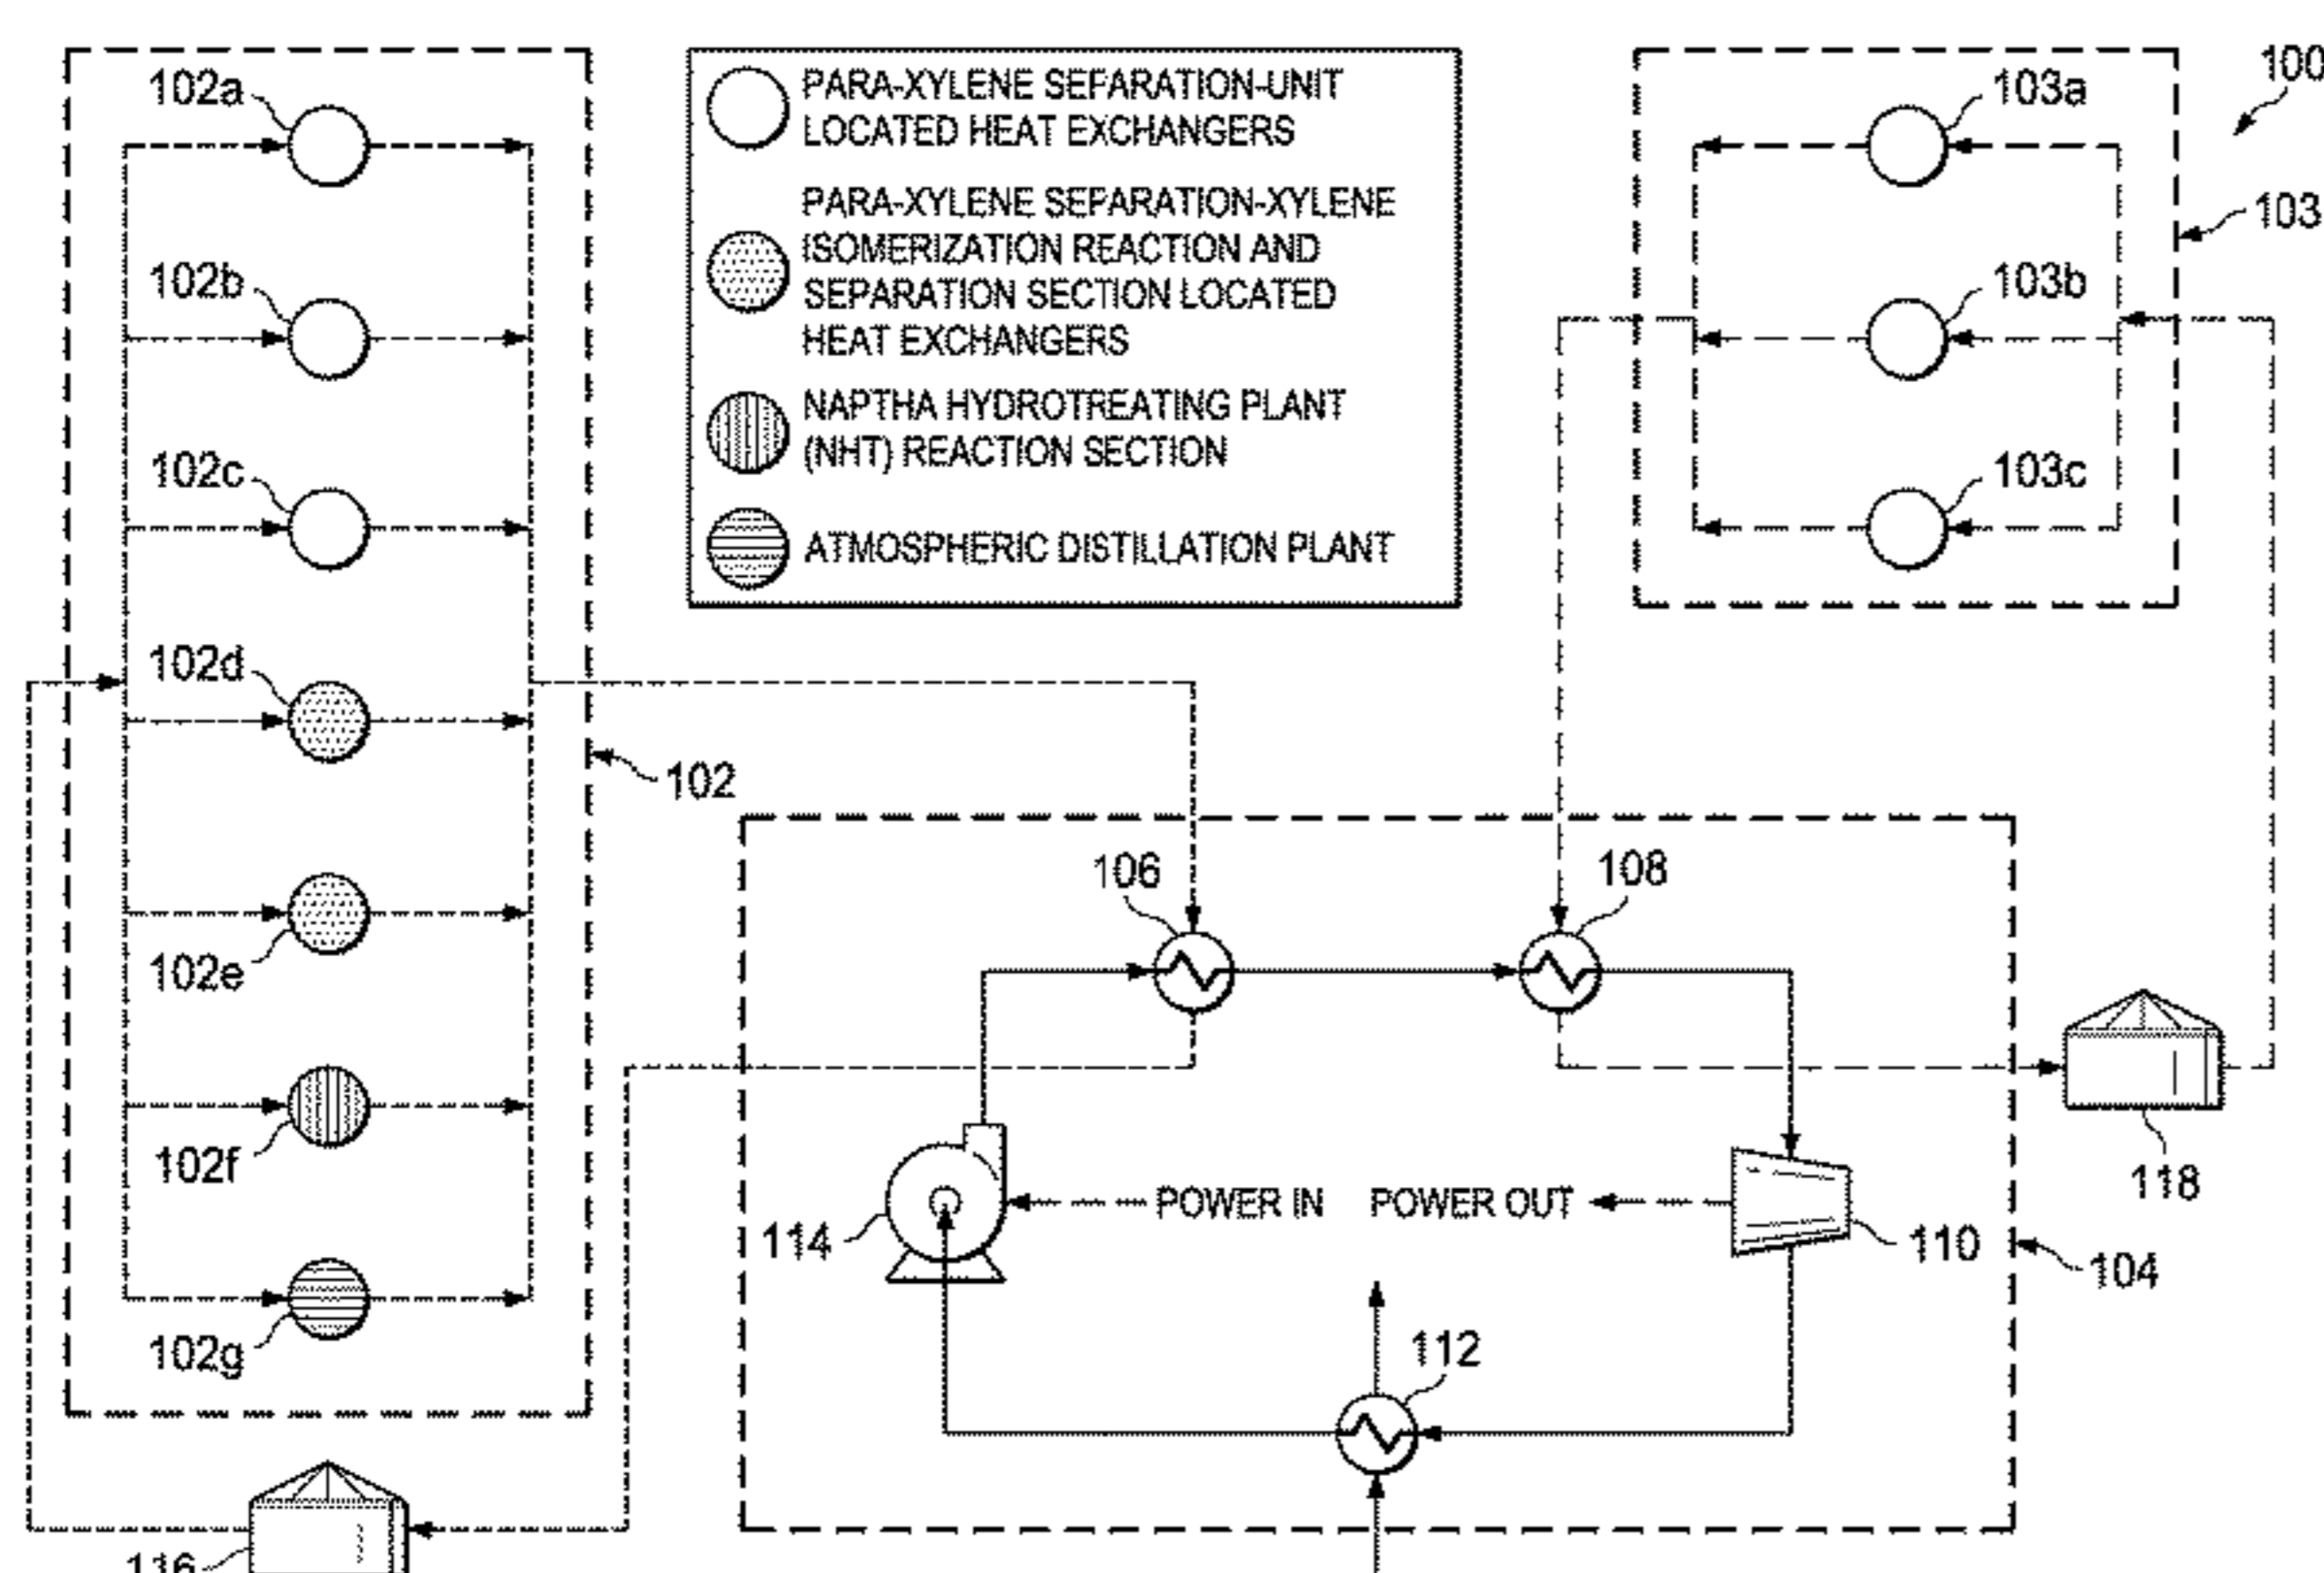 102a
102b
102c
102d
102e
102f
102g
102
PARA-XYLENE SEPARATION-UNIT
LOCATED HEAT EXCHANGERS
PARA-XYLENE SEPARATION-XYLENE
ISOMERIZATION REACTION AND
SEPARATION SECTION LOCATED
HEAT EXCHANGERS
NAPTHA HYDROTREATING PLANT
(NHT) REACTION SECTION
ATMOSPHERIC DISTILLATION PLANT
103a
103b
103c
100
103
106
108
114
POWER IN
POWER OUT
110
104
118
112
116